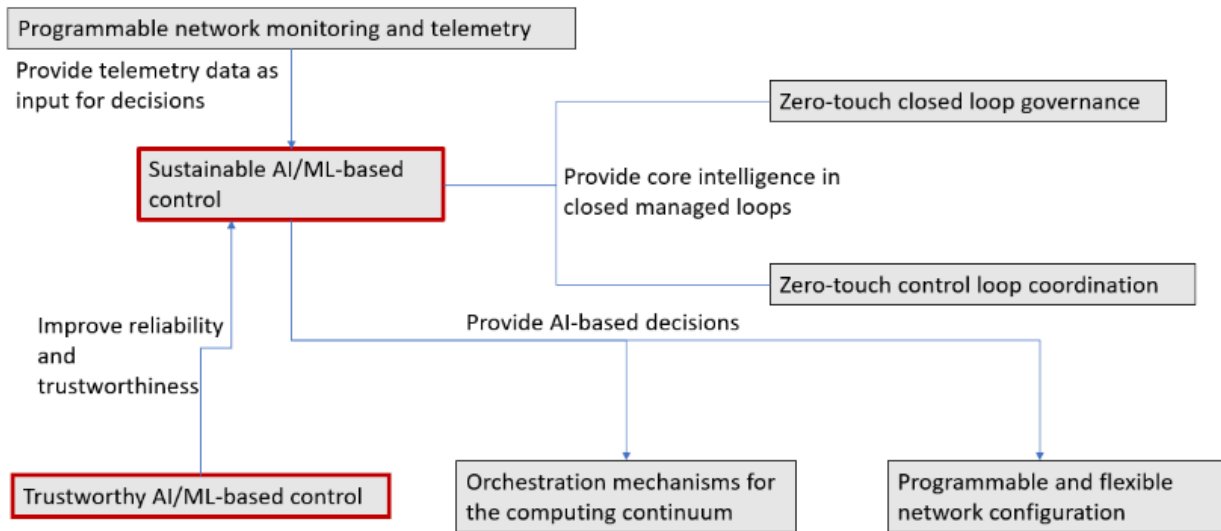 Programmable network monitoring and telemetry
Provide telemetry data as
input for decisions
Zero-touch closed loop governance
Sustainable AI/ML-based
control
Provide core intelligence in
closed managed loops
Zero-touch control loop coordination
Improve reliability
and
trustworthiness
Provide AI-based decisions
Trustworthy AI/ML-based control
Orchestration mechanisms for
the computing continuum
Programmable and flexible
network configuration